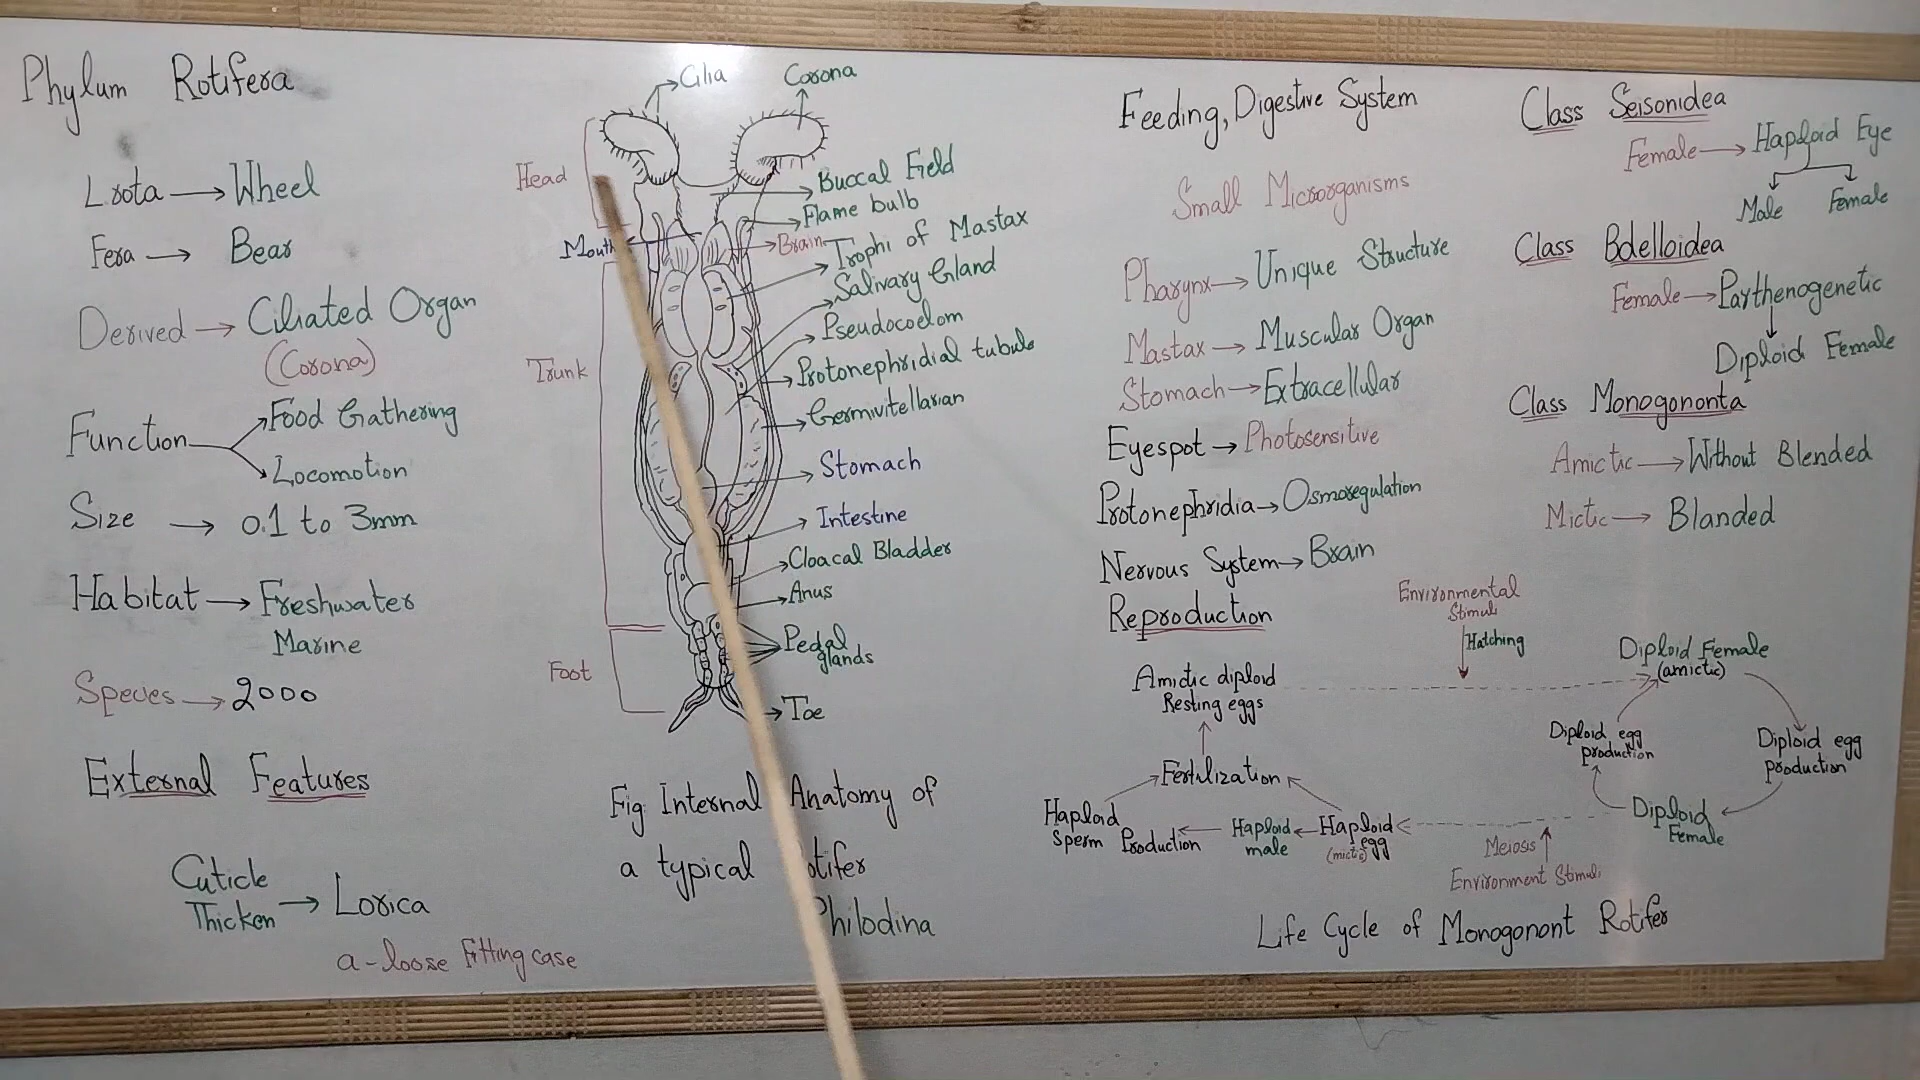 Phylum Rotifera
L rota → Wheel
Fera → Bear
Derived → Ciliated Organ
(Corona)
Function
Food Gathering
Locomotion
Size → 0.1 to 3mm
Habitat → Freshwater
Marine
Species → 2000
External Features
Cuticle
Thicken → Lorica
a - loose fitting case
Cilia
Corona
Head
Buccal Field
Flame bulb
Mouth
Brain
Trophi of Mastax
Salivary Gland
Pseudocoelom
Trunk
Protonephridial tubule
Germivitellarian
Stomach
Intestine
Cloacal Bladder
Anus
Pedal
glands
Foot
Toe
Fig Internal Anatomy of
a typical otifer
Philodina
Feeding, Digestive System
Small Microorganisms
Pharynx → Unique Structure
Mastax → Muscular Organ
Stomach → Extracellular
Eyespot → Photosensitive
Protonephridia → Osmoregulation
Nervous System → Brain
Reproduction
Environmental
Stimuli
Hatching
Amictic diploid
Resting eggs
Diploid Female
(amictic)
Diploid egg
production
Diploid egg
production
Fertilization
Haploid
sperm Production
Haploid
male
Haploid
egg
(mictic)
Diploid
Female
Meiosis
Environment Stimuli
Life Cycle of Monogonont Rotifer
Class Seisonidea
Female → Haploid Eye
Male Female
Class Bdelloidea
Female → Parthenogenetic
Diploid Female
Class Monogononta
Amictic → Without Blended
Mictic → Blanded